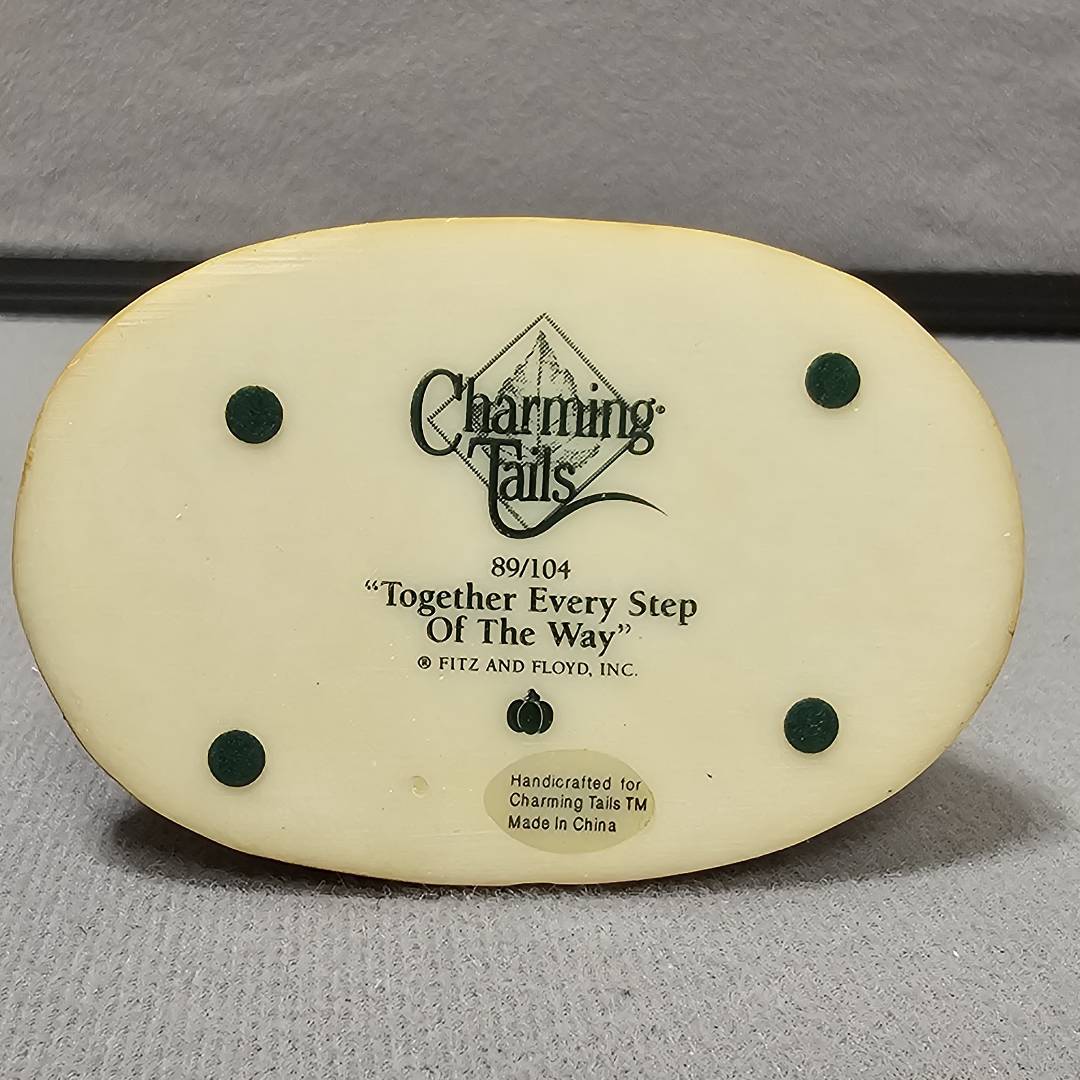 Charming®
Tails
89/104
“Together Every Step
Of The Way”
® FITZ AND FLOYD, INC.
Handicrafted for
Charming Tails TM
Made In China